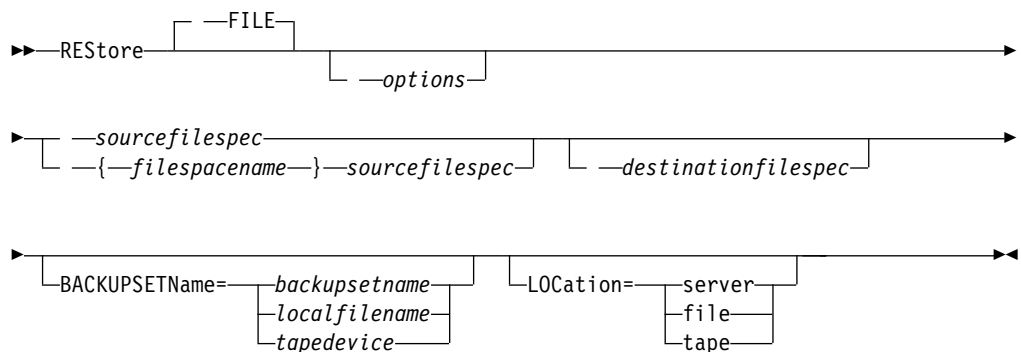 FILE
REStore
options
sourcefilespec
{filespacename}sourcefilespec
destinationfilespec
BACKUPSETName=
backupsetname
localfilename
tapedevice
LOCation=
server
file
tape